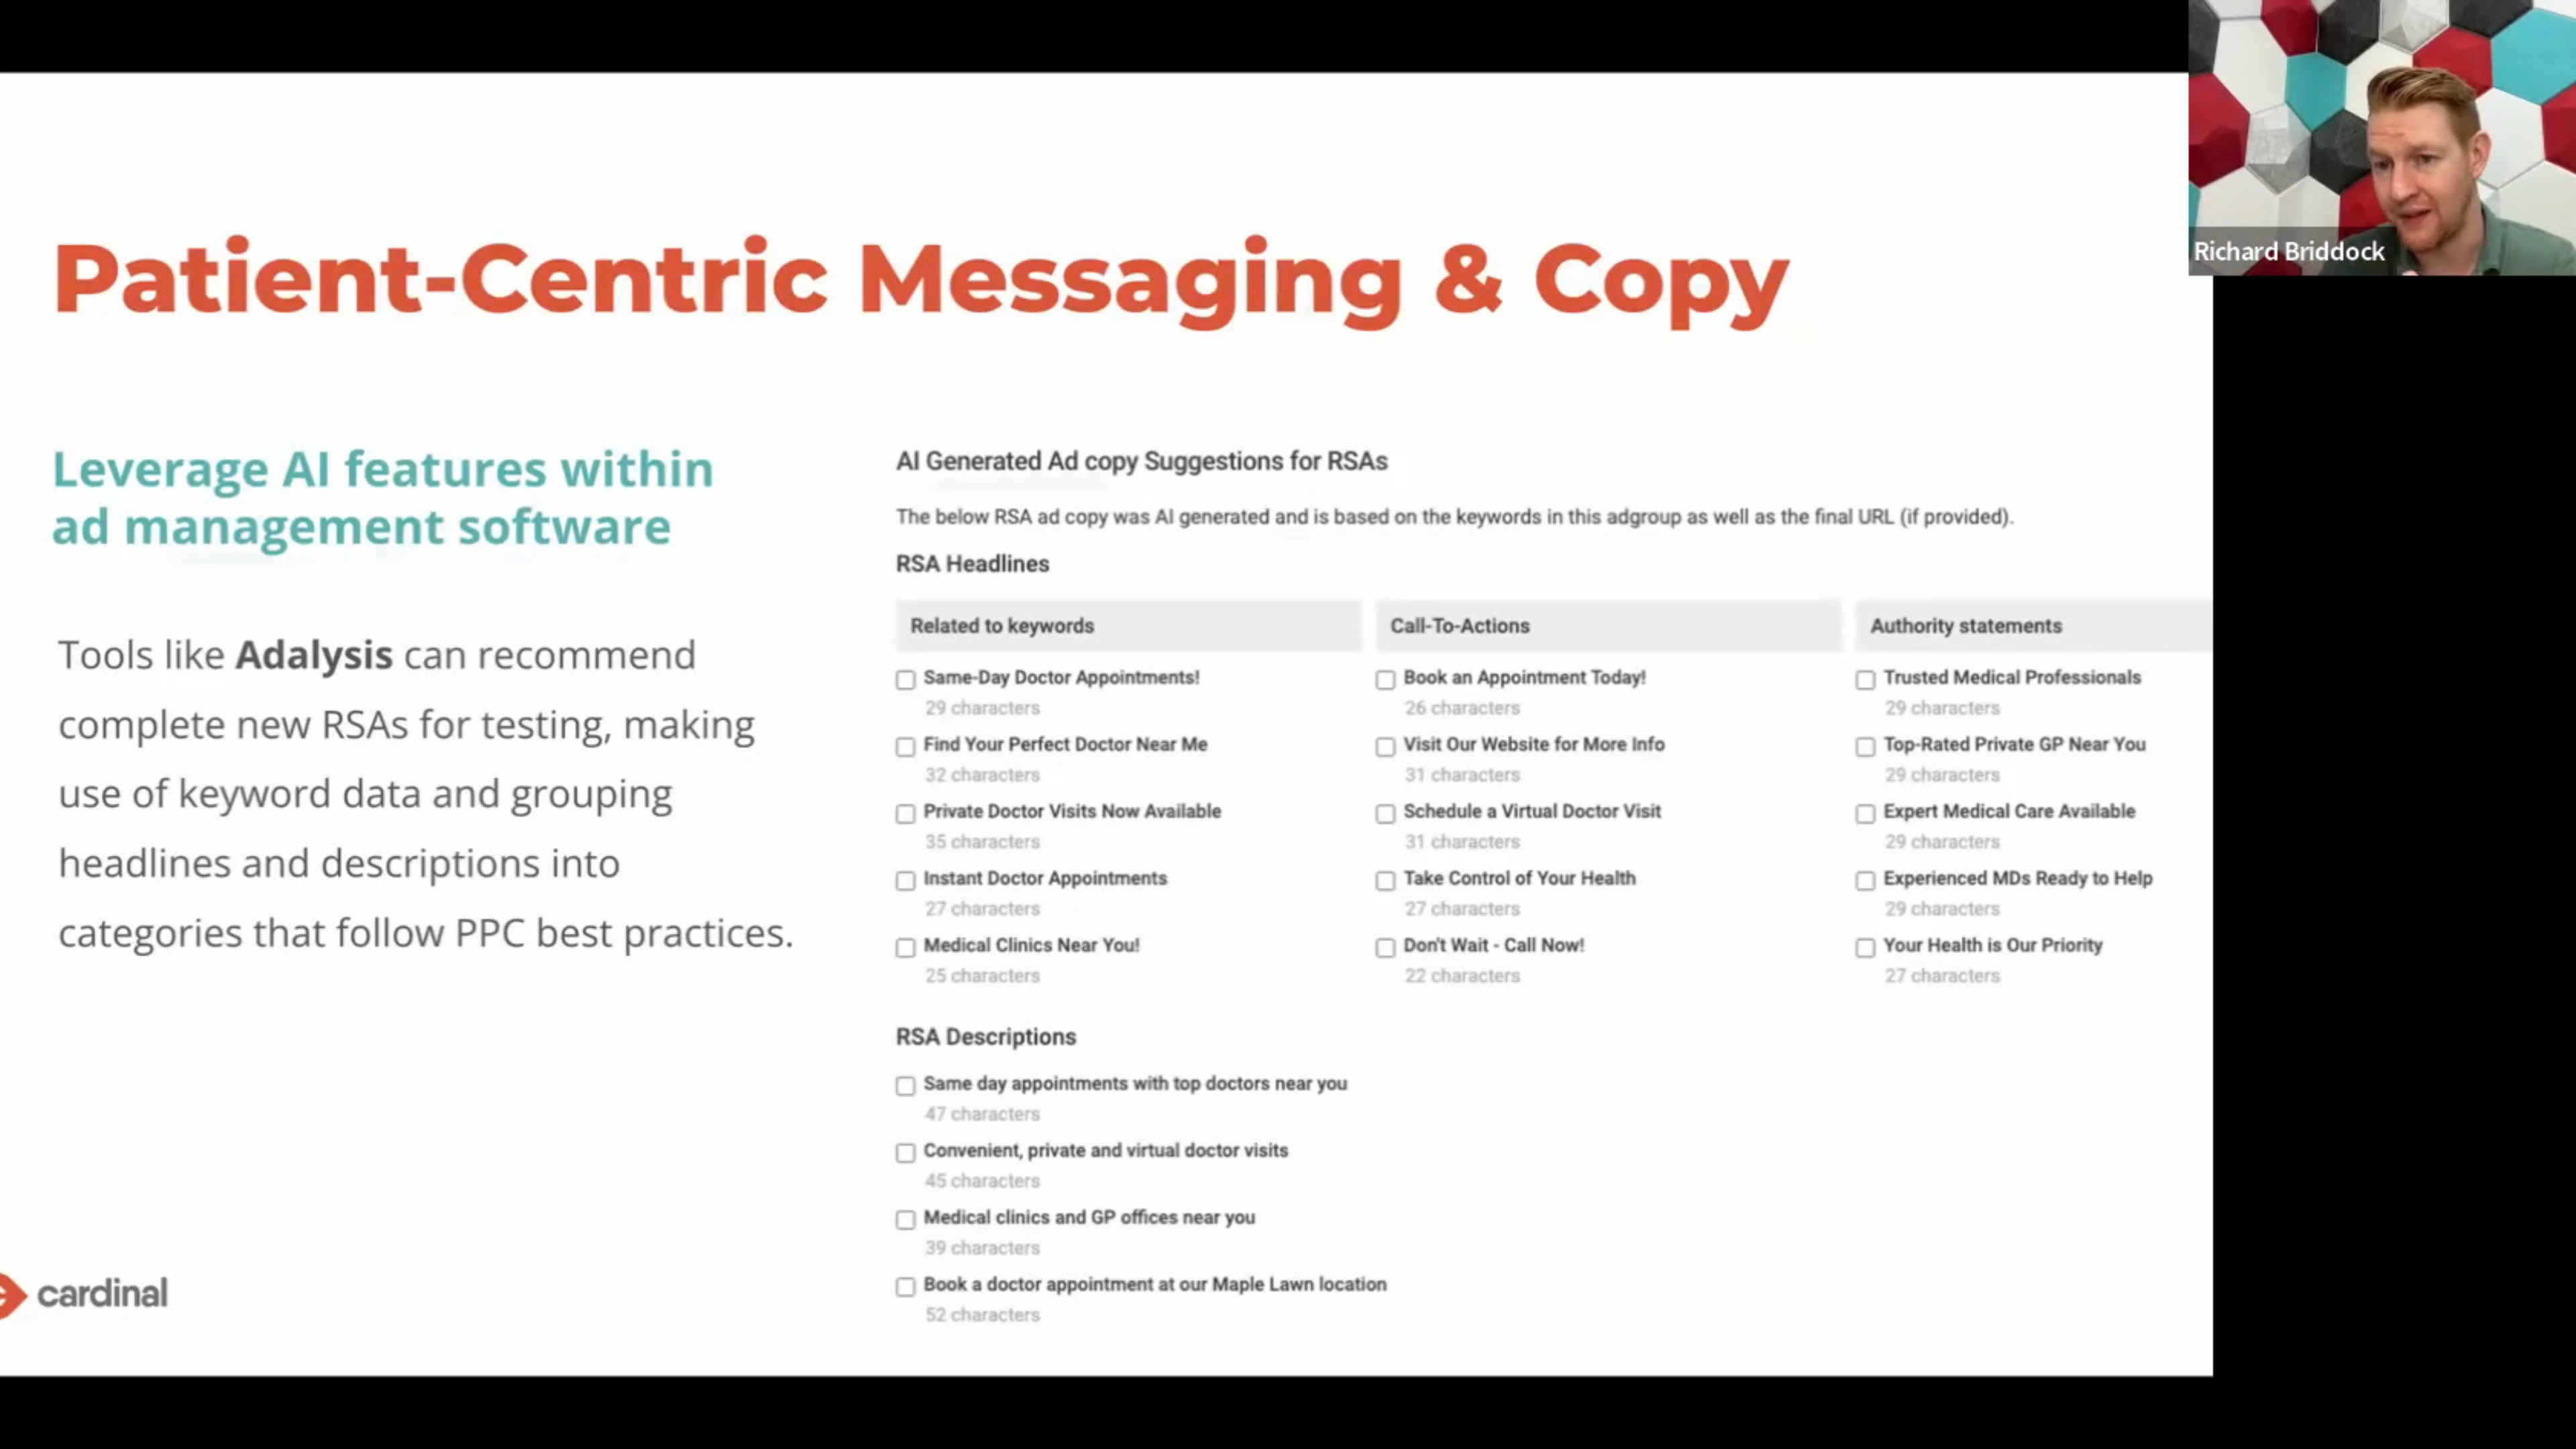 Richard Briddock
Patient-Centric Messaging & Copy
Leverage AI features within
ad management software
Tools like Adalysis can recommend
complete new RSAs for testing, making
use of keyword data and grouping
headlines and descriptions into
categories that follow PPC best practices.
AI Generated Ad copy Suggestions for RSAs
The below RSA ad copy was AI generated and is based on the keywords in this adgroup as well as the final URL (if provided).
RSA Headlines
Related to keywords
Same-Day Doctor Appointments!
29 characters
Find Your Perfect Doctor Near Me
32 characters
Private Doctor Visits Now Available
35 characters
Instant Doctor Appointments
27 characters
Medical Clinics Near You!
25 characters
Call-To-Actions
Book an Appointment Today!
26 characters
Visit Our Website for More Info
31 characters
Schedule a Virtual Doctor Visit
31 characters
Take Control of Your Health
27 characters
Don't Wait - Call Now!
22 characters
Authority statements
Trusted Medical Professionals
29 characters
Top-Rated Private GP Near You
29 characters
Expert Medical Care Available
29 characters
Experienced MDs Ready to Help
29 characters
Your Health is Our Priority
27 characters
RSA Descriptions
Same day appointments with top doctors near you
47 characters
Convenient, private and virtual doctor visits
45 characters
Medical clinics and GP offices near you
39 characters
Book a doctor appointment at our Maple Lawn location
52 characters
cardinal